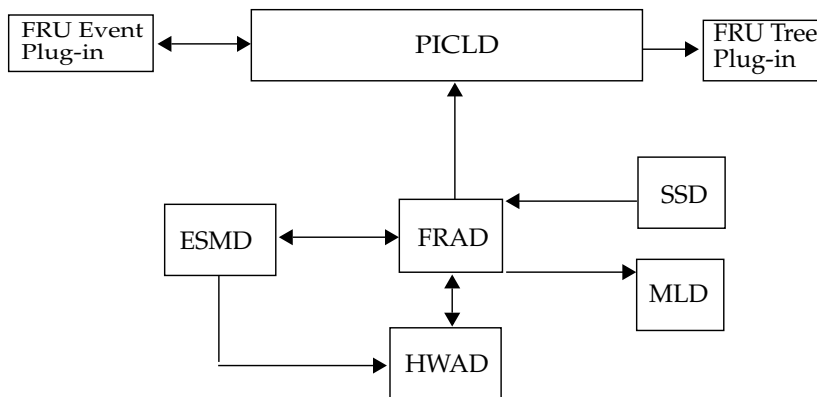 FRU Event
Plug-in
PICLD
FRU Tree
Plug-in
SSD
ESMD
FRAD
MLD
HWAD